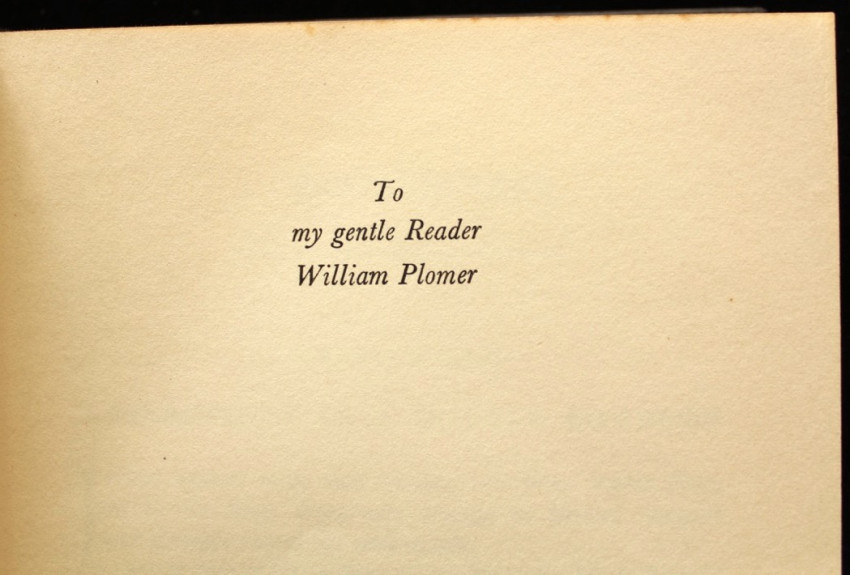 To
my gentle Reader
William Plomer